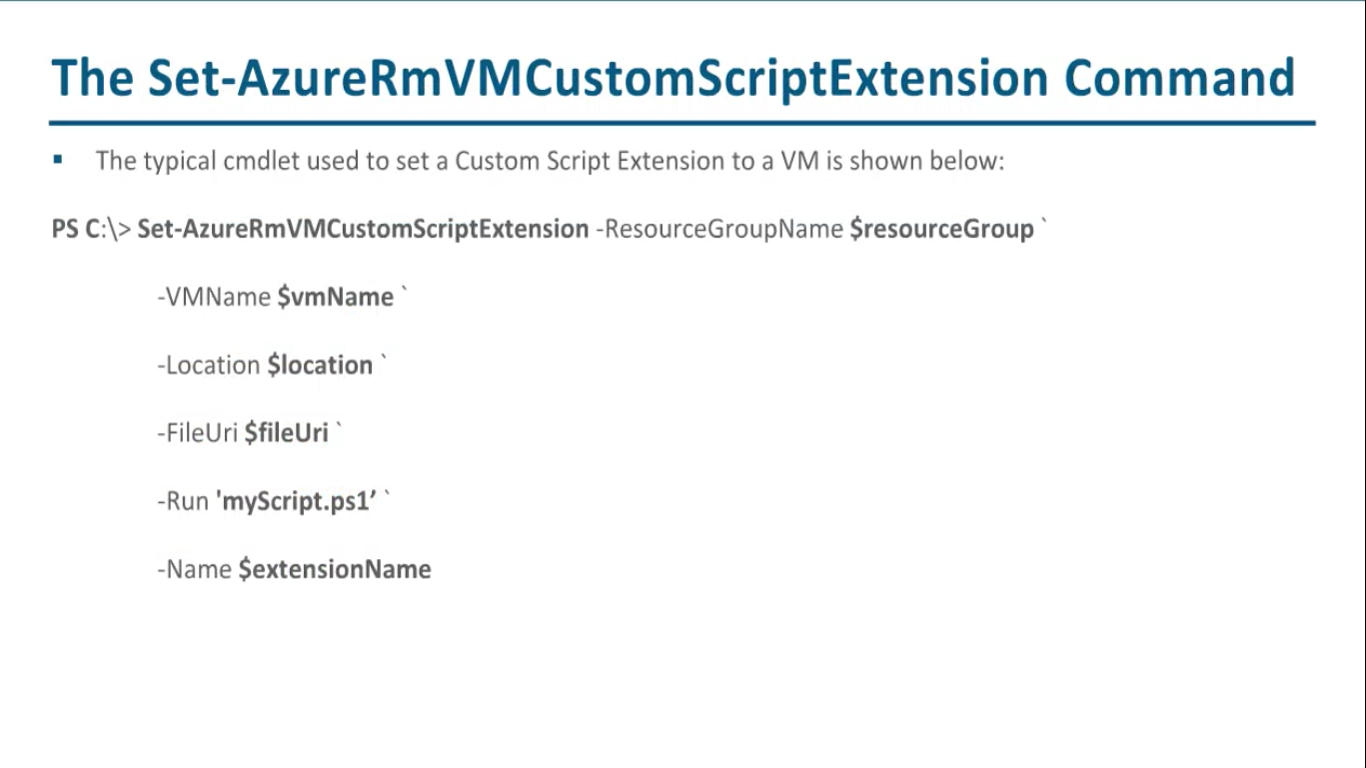 The Set-AzureRmVMCustomScriptExtension Command
▪ The typical cmdlet used to set a Custom Script Extension to a VM is shown below:
PS C:\> Set-AzureRmVMCustomScriptExtension -ResourceGroupName $resourceGroup `
-VMName $vmName `
-Location $location `
-FileUri $fileUri `
-Run 'myScript.ps1’ `
-Name $extensionName